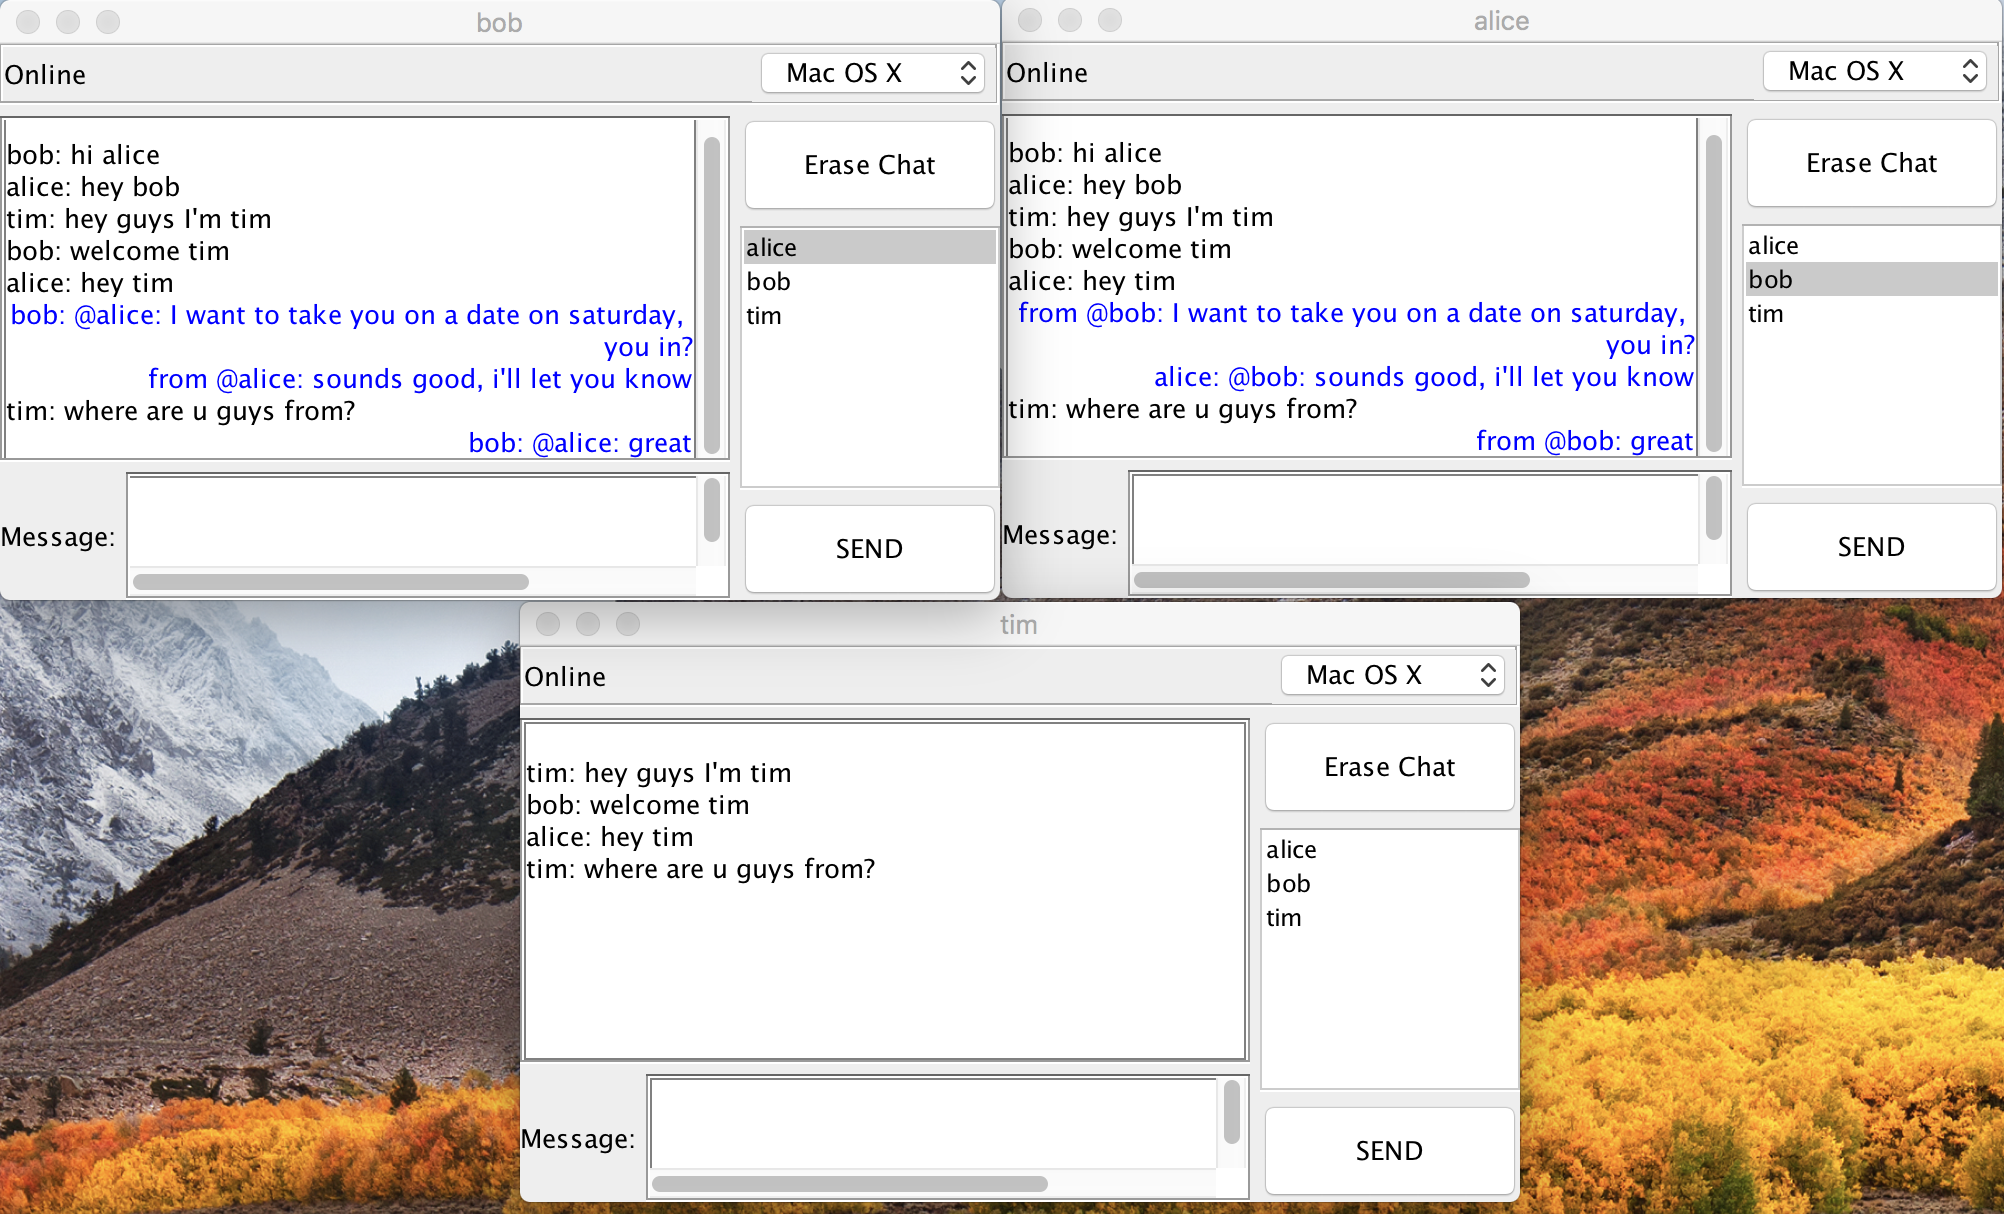 bob
Online
Mac OS X
bob: hi alice
alice: hey bob
tim: hey guys I'm tim
bob: welcome tim
alice: hey tim
bob: @alice: I want to take you on a date on saturday,
you in?
from @alice: sounds good, i'll let you know
tim: where are u guys from?
bob: @alice: great
Erase Chat
alice
bob
tim
Message:
SEND
alice
Online
Mac OS X
bob: hi alice
alice: hey bob
tim: hey guys I'm tim
bob: welcome tim
alice: hey tim
from @bob: I want to take you on a date on saturday,
you in?
alice: @bob: sounds good, i'll let you know
tim: where are u guys from?
from @bob: great
Erase Chat
alice
bob
tim
Message:
SEND
tim
Online
Mac OS X
tim: hey guys I'm tim
bob: welcome tim
alice: hey tim
tim: where are u guys from?
Erase Chat
alice
bob
tim
Message:
SEND